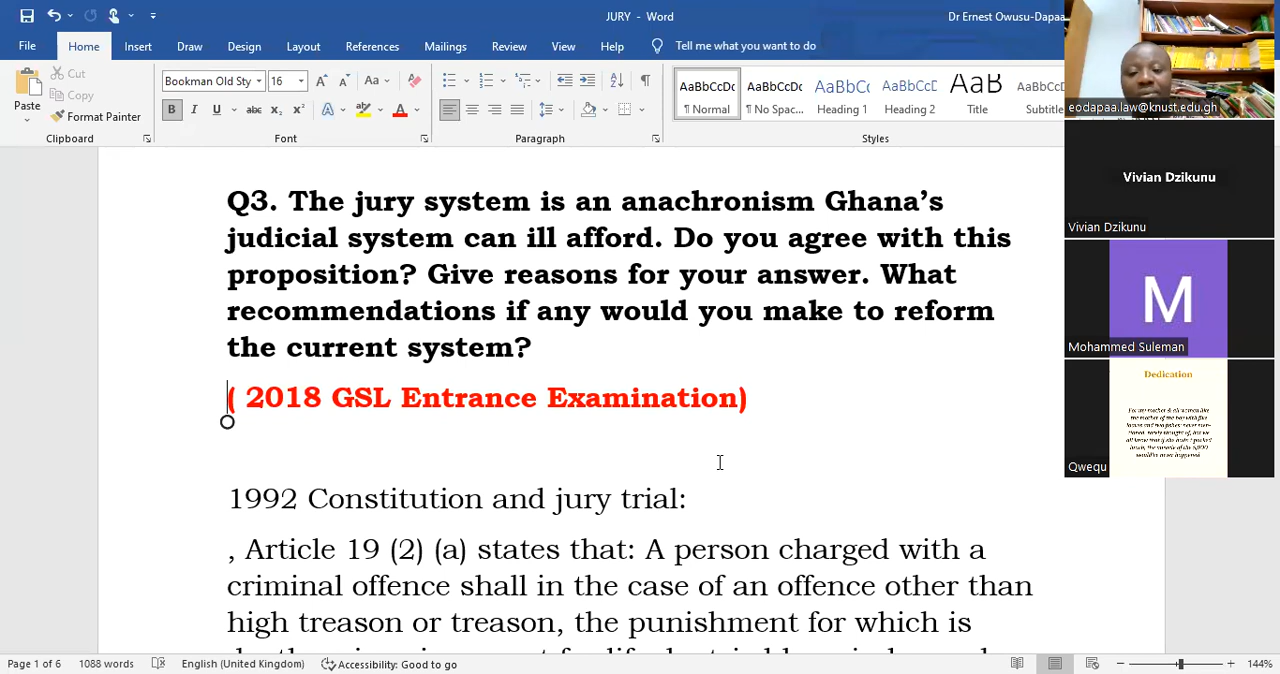 JURY - Word
Dr Ernest Owusu-Dapaa
File Home Insert Draw Design Layout References Mailings Review View Help Tell me what you want to do
Paste
Cut
Copy
Format Painter
Clipboard
Bookman Old Sty 16
Font
Paragraph
AaBbCcDc AaBbCcDc AaBbCc AaBbCcD AaB AaBbCcD
¶ Normal ¶ No Spac... Heading 1 Heading 2 Title Subtitle
Styles
eodapaa.law@knust.edu.gh
Vivian Dzikunu
Vivian Dzikunu
M
Mohammed Suleman
Dedication
Qwequ
Q3. The jury system is an anachronism Ghana’s
judicial system can ill afford. Do you agree with this
proposition? Give reasons for your answer. What
recommendations if any would you make to reform
the current system?
( 2018 GSL Entrance Examination)
1992 Constitution and jury trial:
, Article 19 (2) (a) states that: A person charged with a
criminal offence shall in the case of an offence other than
high treason or treason, the punishment for which is
Page 1 of 6 1088 words English (United Kingdom) Accessibility: Good to go 144%